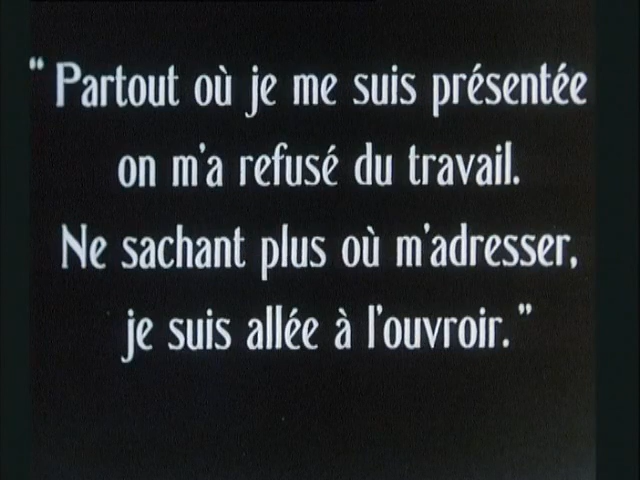 “Partout où je me suis présentée
on m'a refusé du travail.
Ne sachant plus où m'adresser,
je suis allée à l'ouvroir.”